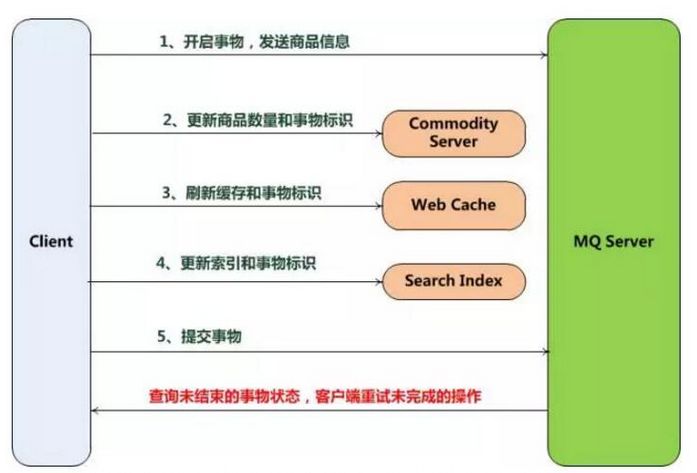 1、开启事物，发送商品信息
2、更新商品数量和事物标识
Commodity
Server
3、刷新缓存和事物标识
Web Cache
Client
MQ Server
4、更新索引和事物标识
Search Index
5、提交事物
查询未结束的事物状态，客户端重试未完成的操作